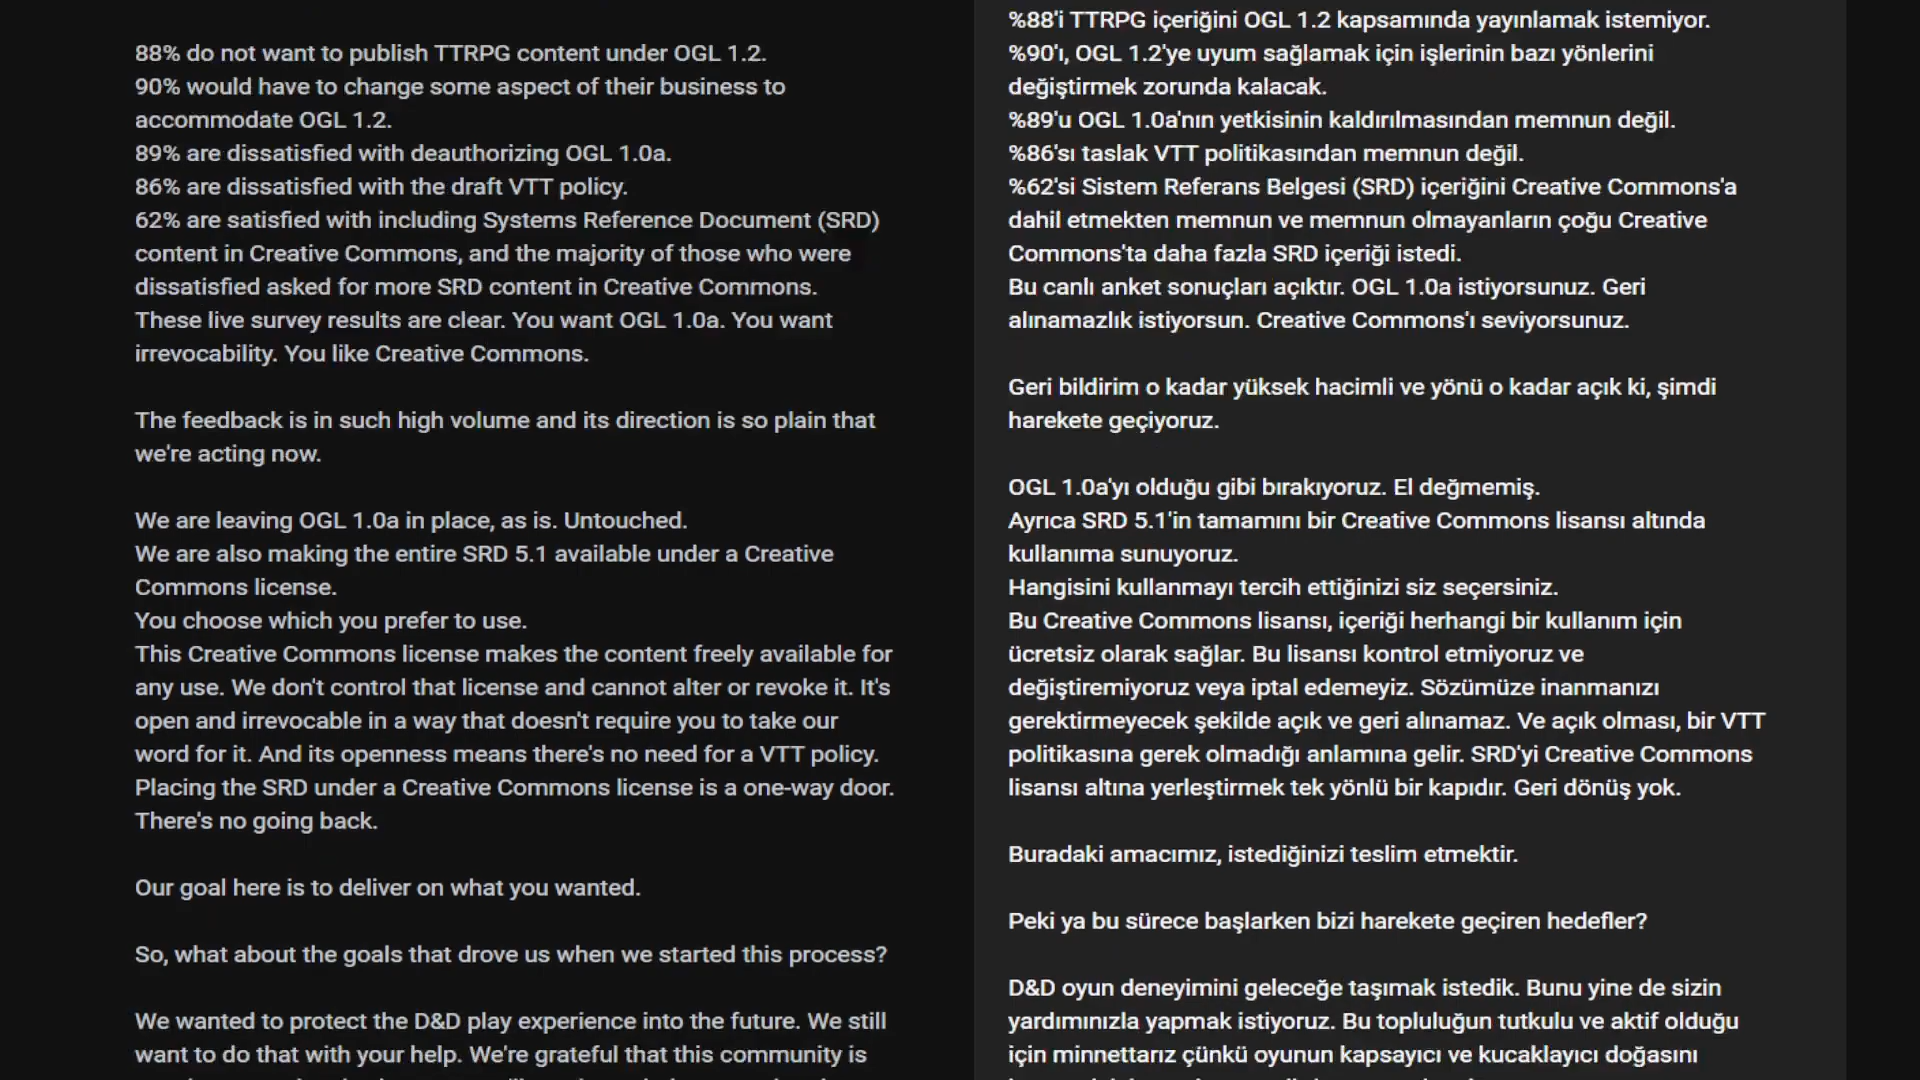 88% do not want to publish TTRPG content under OGL 1.2.
90% would have to change some aspect of their business to
accommodate OGL 1.2.
89% are dissatisfied with deauthorizing OGL 1.0a.
86% are dissatisfied with the draft VTT policy.
62% are satisfied with including Systems Reference Document (SRD)
content in Creative Commons, and the majority of those who were
dissatisfied asked for more SRD content in Creative Commons.
These live survey results are clear. You want OGL 1.0a. You want
irrevocability. You like Creative Commons.
The feedback is in such high volume and its direction is so plain that
we're acting now.
We are leaving OGL 1.0a in place, as is. Untouched.
We are also making the entire SRD 5.1 available under a Creative
Commons license.
You choose which you prefer to use.
This Creative Commons license makes the content freely available for
any use. We don't control that license and cannot alter or revoke it. It's
open and irrevocable in a way that doesn't require you to take our
word for it. And its openness means there's no need for a VTT policy.
Placing the SRD under a Creative Commons license is a one-way door.
There's no going back.
Our goal here is to deliver on what you wanted.
So, what about the goals that drove us when we started this process?
We wanted to protect the D&D play experience into the future. We still
want to do that with your help. We're grateful that this community is
%88'i TTRPG içeriğini OGL 1.2 kapsamında yayınlamak istemiyor.
%90'ı, OGL 1.2'ye uyum sağlamak için işlerinin bazı yönlerini
değiştirmek zorunda kalacak.
%89'u OGL 1.0a'nın yetkisinin kaldırılmasından memnun değil.
%86'sı taslak VTT politikasından memnun değil.
%62'si Sistem Referans Belgesi (SRD) içeriğini Creative Commons'a
dahil etmekten memnun ve memnun olmayanların çoğu Creative
Commons'ta daha fazla SRD içeriği istedi.
Bu canlı anket sonuçları açıktır. OGL 1.0a istiyorsunuz. Geri
alınamazlık istiyorsun. Creative Commons'ı seviyorsunuz.
Geri bildirim o kadar yüksek hacimli ve yönü o kadar açık ki, şimdi
harekete geçiyoruz.
OGL 1.0a'yı olduğu gibi bırakıyoruz. El değmemiş.
Ayrıca SRD 5.1'in tamamını bir Creative Commons lisansı altında
kullanıma sunuyoruz.
Hangisini kullanmayı tercih ettiğinizi siz seçersiniz.
Bu Creative Commons lisansı, içeriği herhangi bir kullanım için
ücretsiz olarak sağlar. Bu lisansı kontrol etmiyoruz ve
değiştiremiyoruz veya iptal edemeyiz. Sözümüze inanmanızı
gerektirmeyecek şekilde açık ve geri alınamaz. Ve açık olması, bir VTT
politikasına gerek olmadığı anlamına gelir. SRD'yi Creative Commons
lisansı altına yerleştirmek tek yönlü bir kapıdır. Geri dönüş yok.
Buradaki amacımız, istediğinizi teslim etmektir.
Peki ya bu sürece başlarken bizi harekete geçiren hedefler?
D&D oyun deneyimini geleceğe taşımak istedik. Bunu yine de sizin
yardımınızla yapmak istiyoruz. Bu topluluğun tutkulu ve aktif olduğu
için minnettarız çünkü oyunun kapsayıcı ve kucaklayıcı doğasını